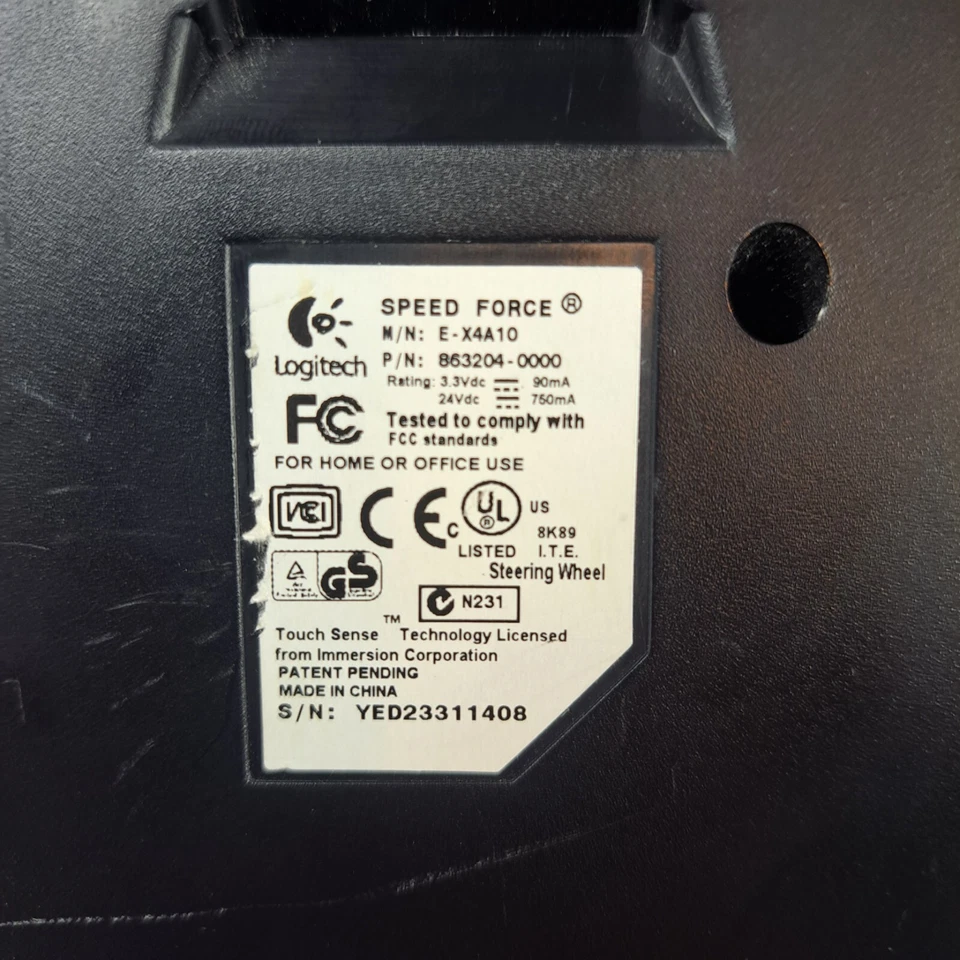 SPEED FORCE ®
M/N: E-X4A10
Logitech
P/N: 863204-0000
Rating: 3.3Vdc 90mA
24Vdc 750mA
FC
Tested to comply with
FCC standards
FOR HOME OR OFFICE USE
CE
C UL ® US
LISTED
8K89
I.T.E.
Steering Wheel
GS
N231
Touch Sense ™ Technology Licensed
from Immersion Corporation
PATENT PENDING
MADE IN CHINA
S/N: YED23311408